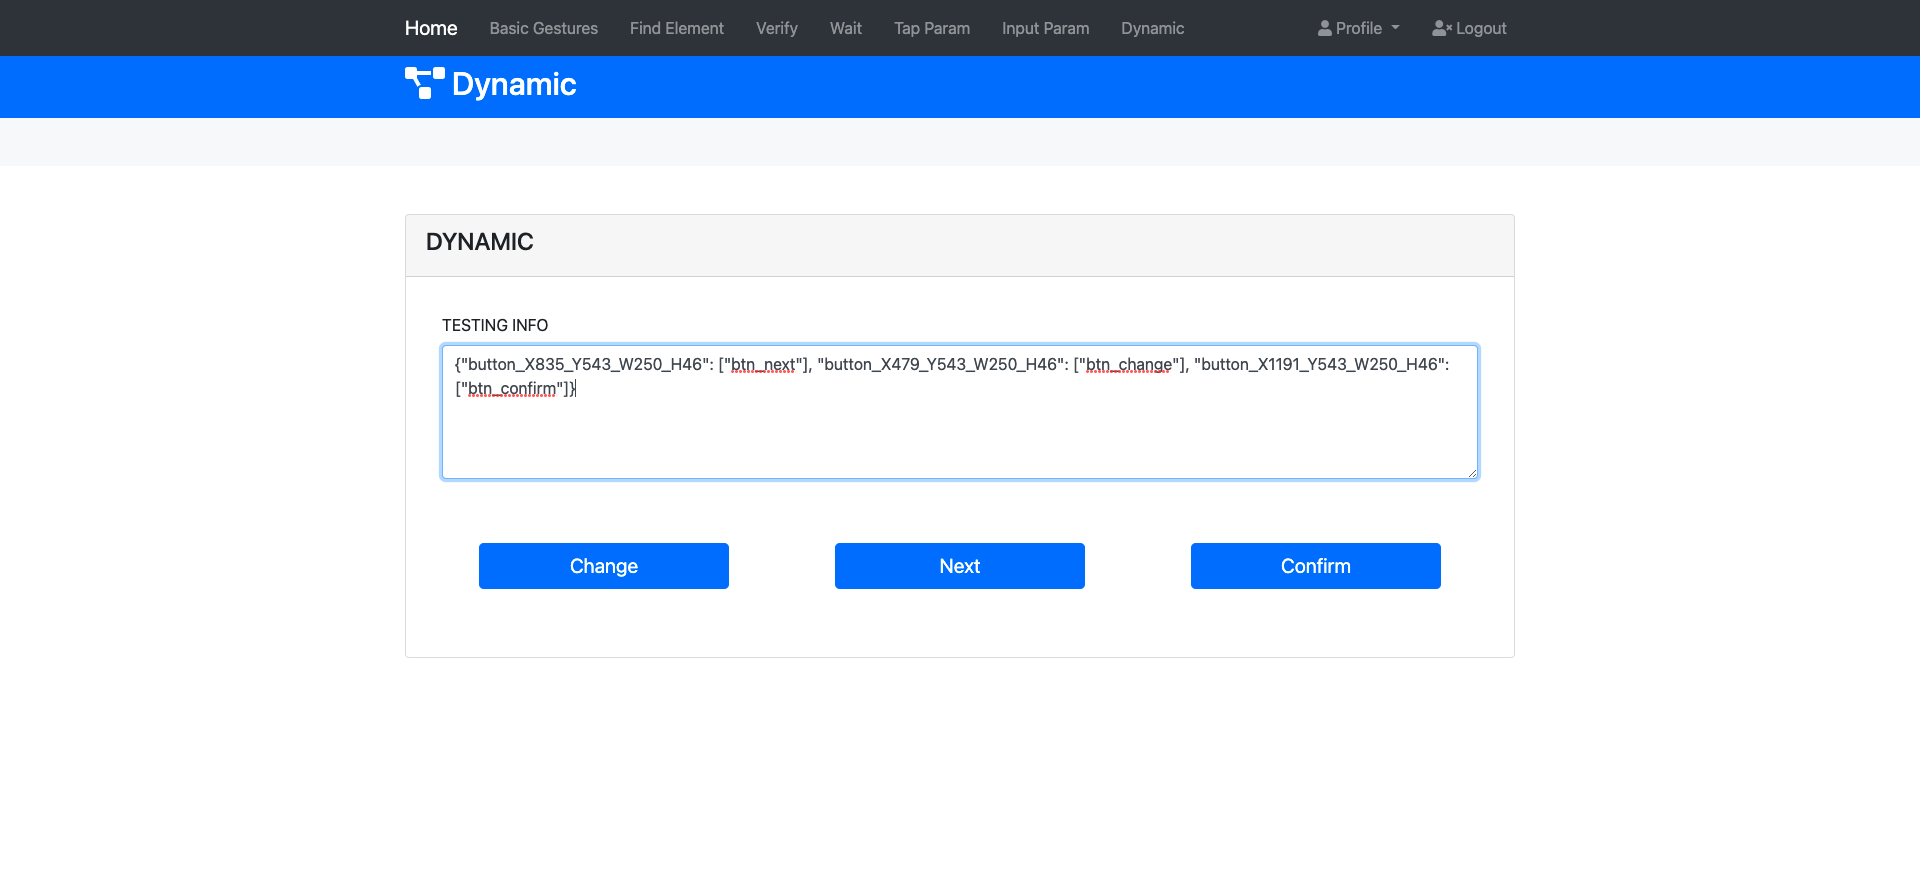 Home Basic Gestures Find Element Verify Wait Tap Param Input Param Dynamic Profile Logout
Dynamic
DYNAMIC
TESTING INFO
{"button_X835_Y543_W250_H46": ["btn_next"], "button_X479_Y543_W250_H46": ["btn_change"], "button_X1191_Y543_W250_H46":
["btn_confirm"]}
Change Next Confirm